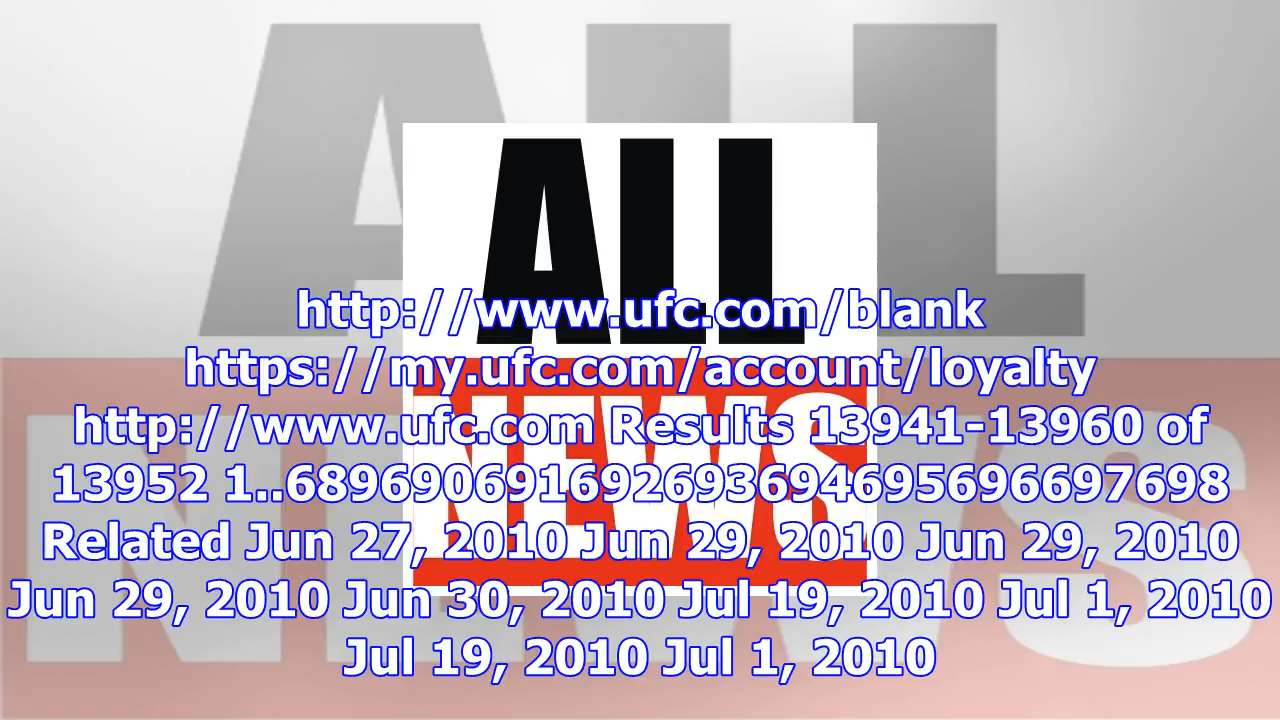 ALL
NEWS
http://www.ufc.com/blank
https://my.ufc.com/account/loyalty
http://www.ufc.com Results 13941-13960 of
13952 1..689690691692693694695696697698
Related Jun 27, 2010 Jun 29, 2010 Jun 29, 2010
Jun 29, 2010 Jun 30, 2010 Jul 19, 2010 Jul 1, 2010
Jul 19, 2010 Jul 1, 2010